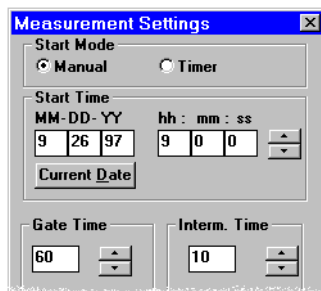 Measurement Settings
Start Mode
Manual Timer
Start Time
MM-DD-YY hh : mm : ss
9 26 97 9 0 0
Current Date
Gate Time Interm. Time
60 10